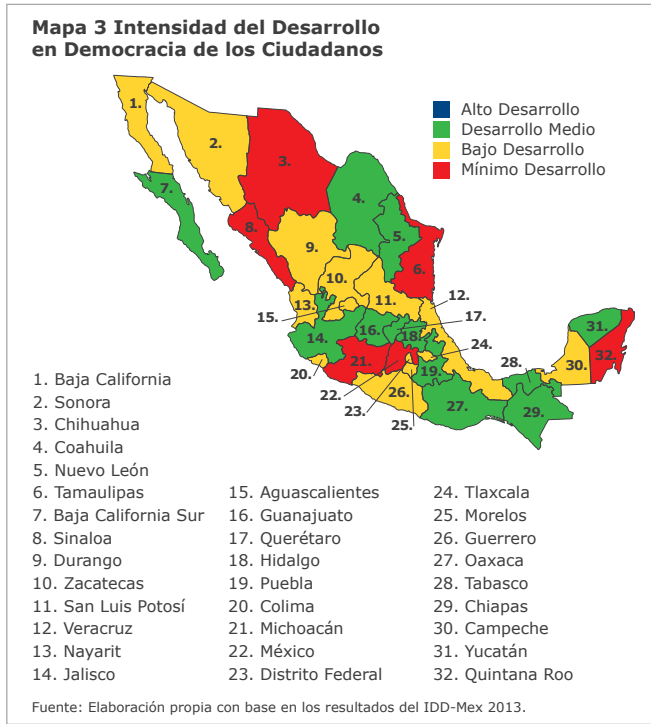 Mapa 3 Intensidad del Desarrollo
en Democracia de los Ciudadanos
Alto Desarrollo
Desarrollo Medio
Bajo Desarrollo
Mínimo Desarrollo
1.
2.
3.
4.
5.
6.
7.
8.
9.
10.
11.
12.
13.
14.
15.
16.
17.
18.
19.
20.
21.
22.
23.
24.
25.
26.
27.
28.
29.
30.
31.
32.
1. Baja California
2. Sonora
3. Chihuahua
4. Coahuila
5. Nuevo León
6. Tamaulipas
7. Baja California Sur
8. Sinaloa
9. Durango
10. Zacatecas
11. San Luis Potosí
12. Veracruz
13. Nayarit
14. Jalisco
15. Aguascalientes
16. Guanajuato
17. Querétaro
18. Hidalgo
19. Puebla
20. Colima
21. Michoacán
22. México
23. Distrito Federal
24. Tlaxcala
25. Morelos
26. Guerrero
27. Oaxaca
28. Tabasco
29. Chiapas
30. Campeche
31. Yucatán
32. Quintana Roo
Fuente: Elaboración propia con base en los resultados del IDD-Mex 2013.